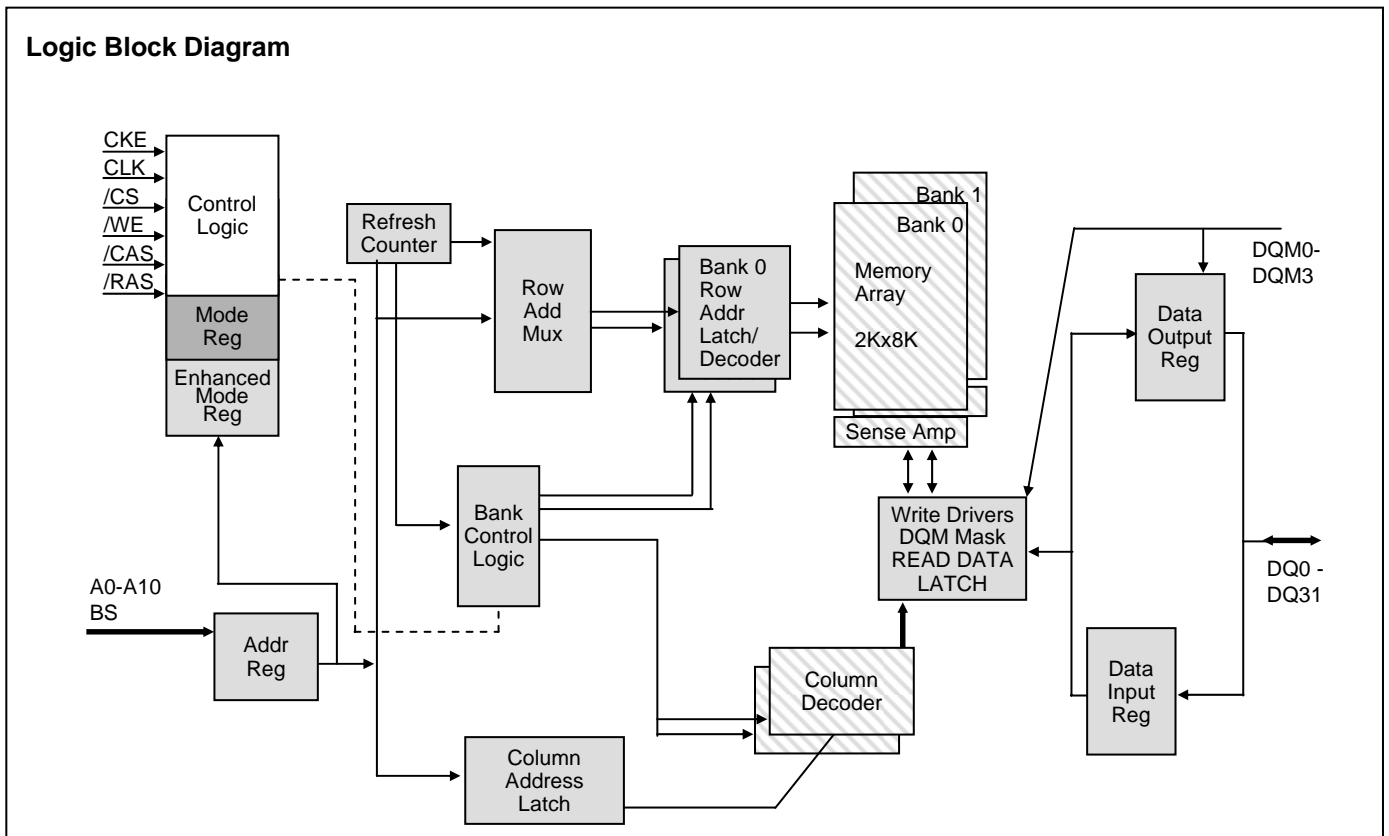 Logic Block Diagram
CKE
CLK
/CS
/WE
/CAS
/RAS
Control
Logic
Mode
Reg
Enhanced
Mode
Reg
Refresh
Counter
Row
Add
Mux
Bank 0
Row
Addr
Latch/
Decoder
Bank 1
Bank 0
Memory
Array
2Kx8K
Sense Amp
DQM0-
DQM3
Data
Output
Reg
Bank
Control
Logic
Write Drivers
DQM Mask
READ DATA
LATCH
DQ0 -
DQ31
A0-A10
BS
Addr
Reg
Column
Decoder
Data
Input
Reg
Column
Address
Latch